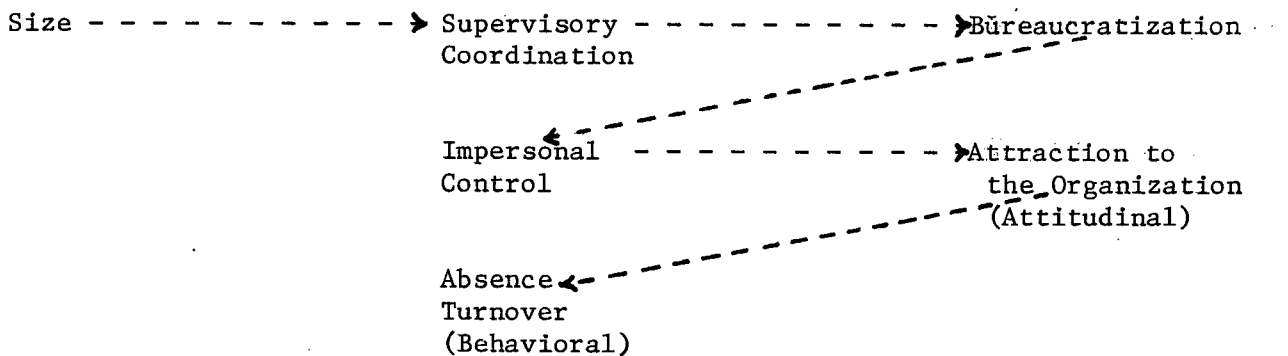 Size Supervisory Bureaucratization
Coordination
Impersonal Attraction to
Control the Organization
(Attitudinal)
Absence
Turnover
(Behavioral)